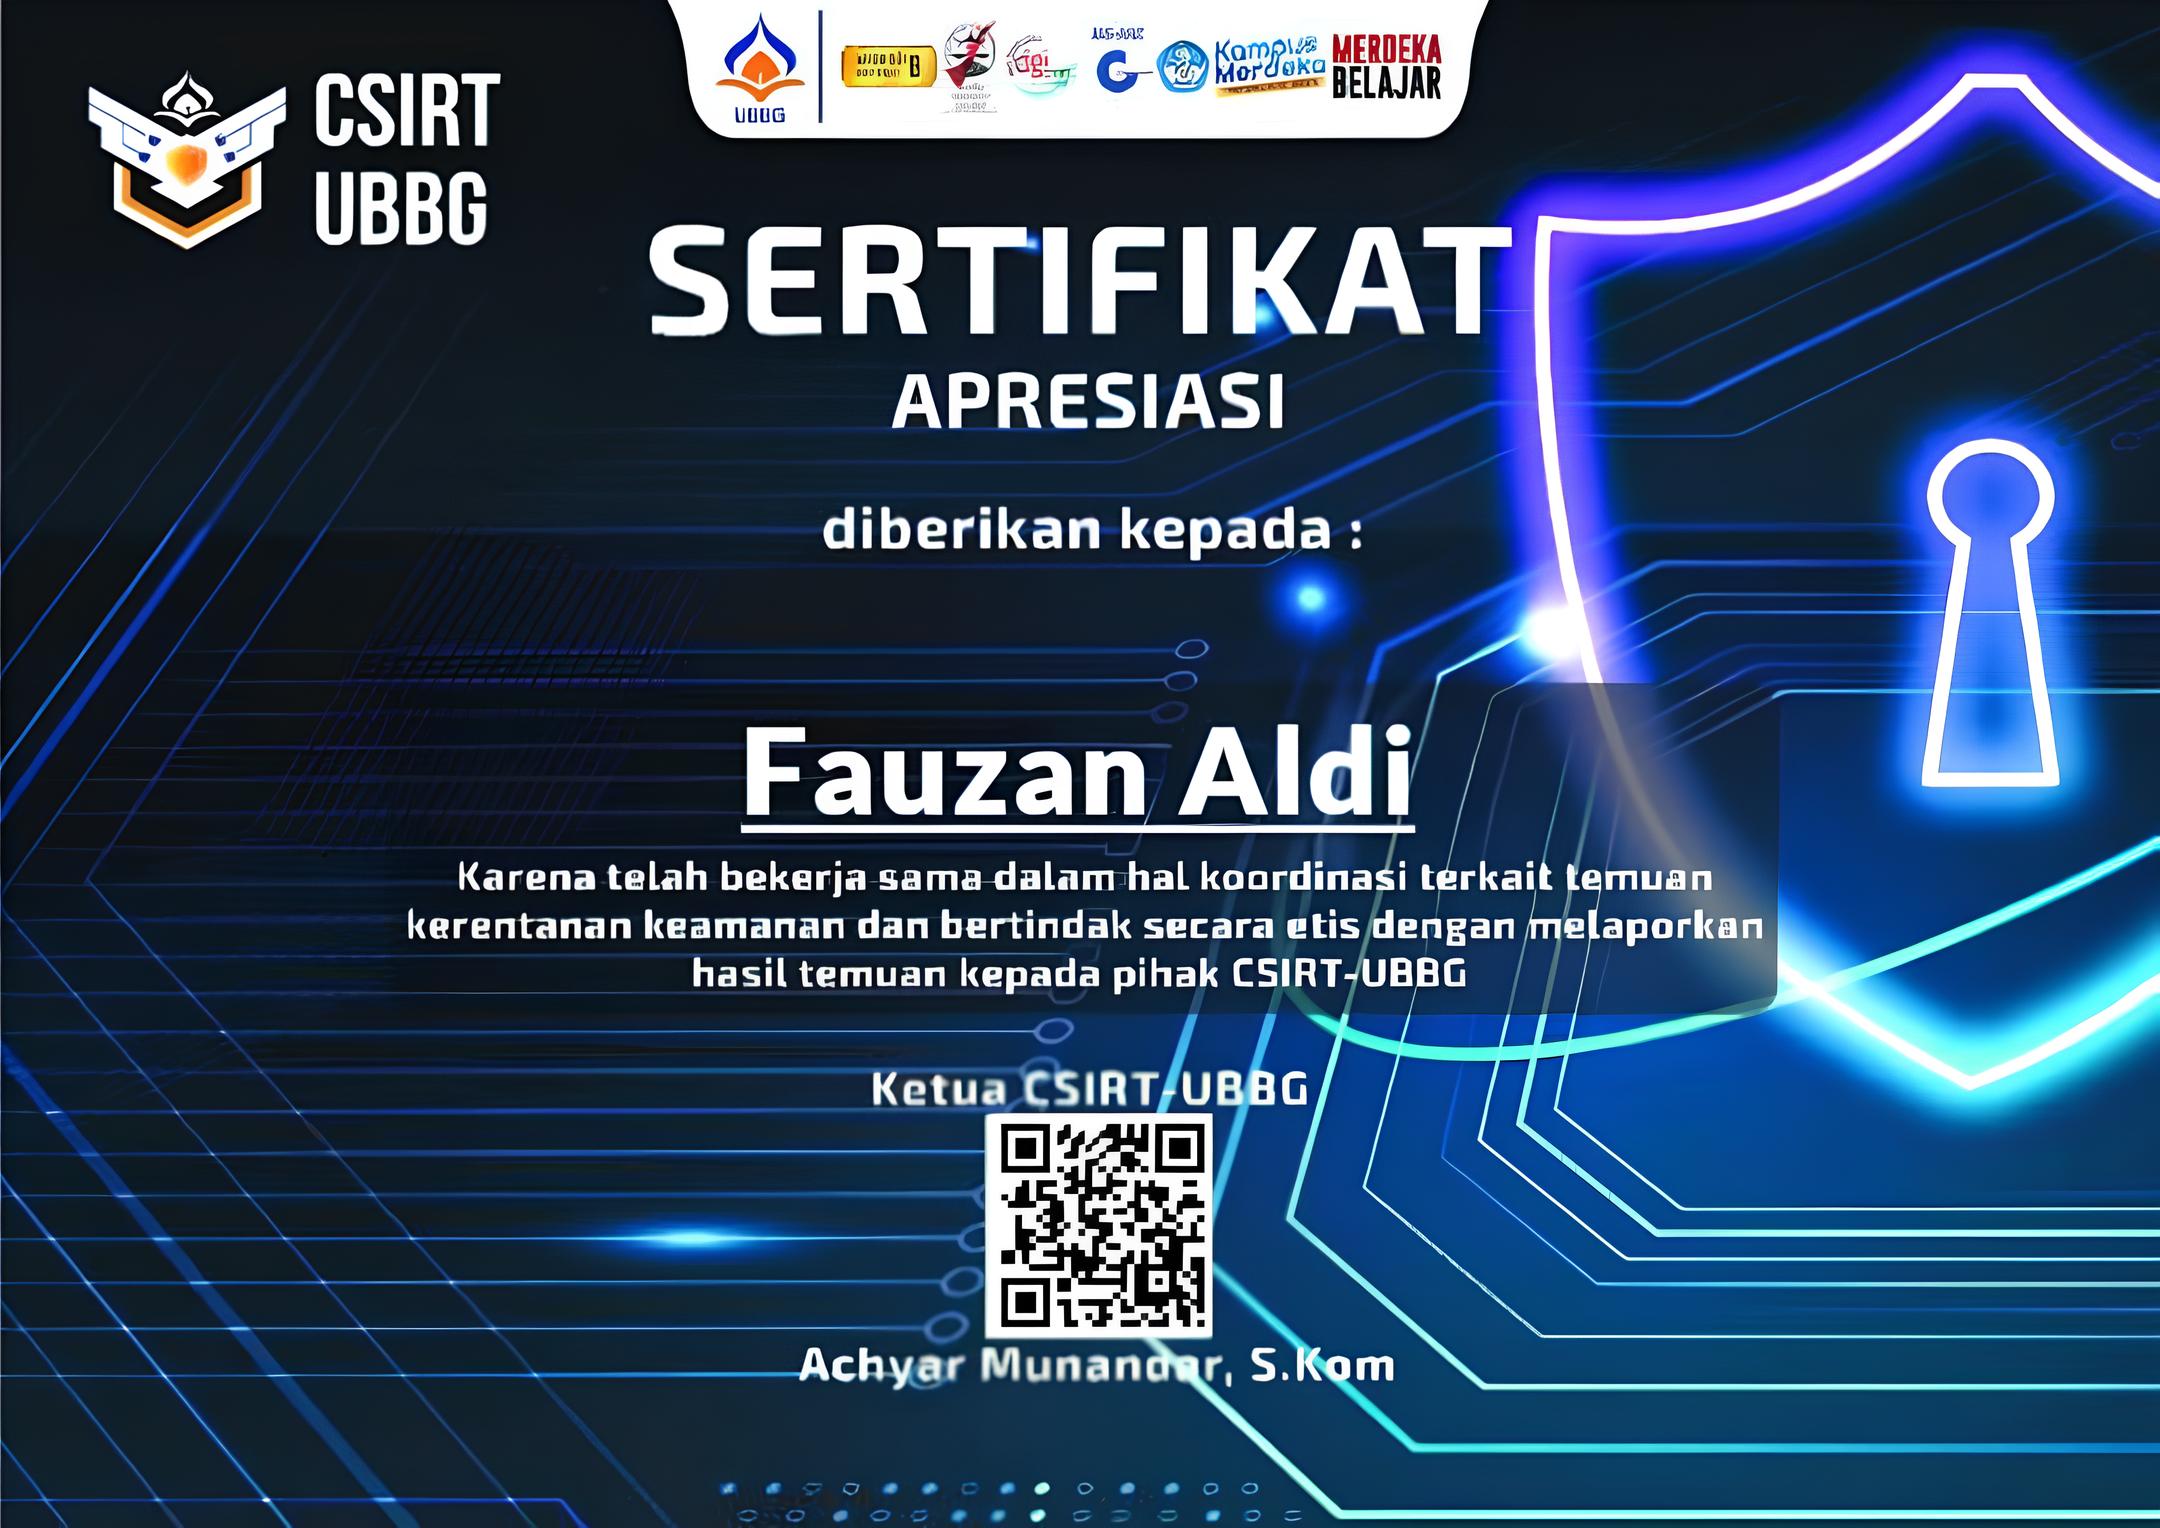 CSIRT
UBBG
MERDEKA
BELAJAR
SERTIFIKAT
APRESIASI
diberikan kepada :
Fauzan Aldi
Karena telah bekerja sama dalam hal koordinasi terkait temuan
kerentanan keamanan dan bertindak secara etis dengan melaporkan
hasil temuan kepada pihak CSIRT-UBBG
Ketua CSIRT-UBBG
Achyar Munandar, S.Kom